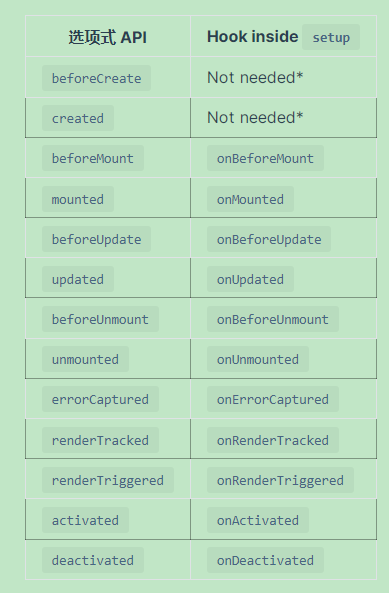 选项式 API Hook inside setup
beforeCreate Not needed*
created Not needed*
beforeMount onBeforeMount
mounted onMounted
beforeUpdate onBeforeUpdate
updated onUpdated
beforeUnmount onBeforeUnmount
unmounted onUnmounted
errorCaptured onErrorCaptured
renderTracked onRenderTracked
renderTriggered onRenderTriggered
activated onActivated
deactivated onDeactivated